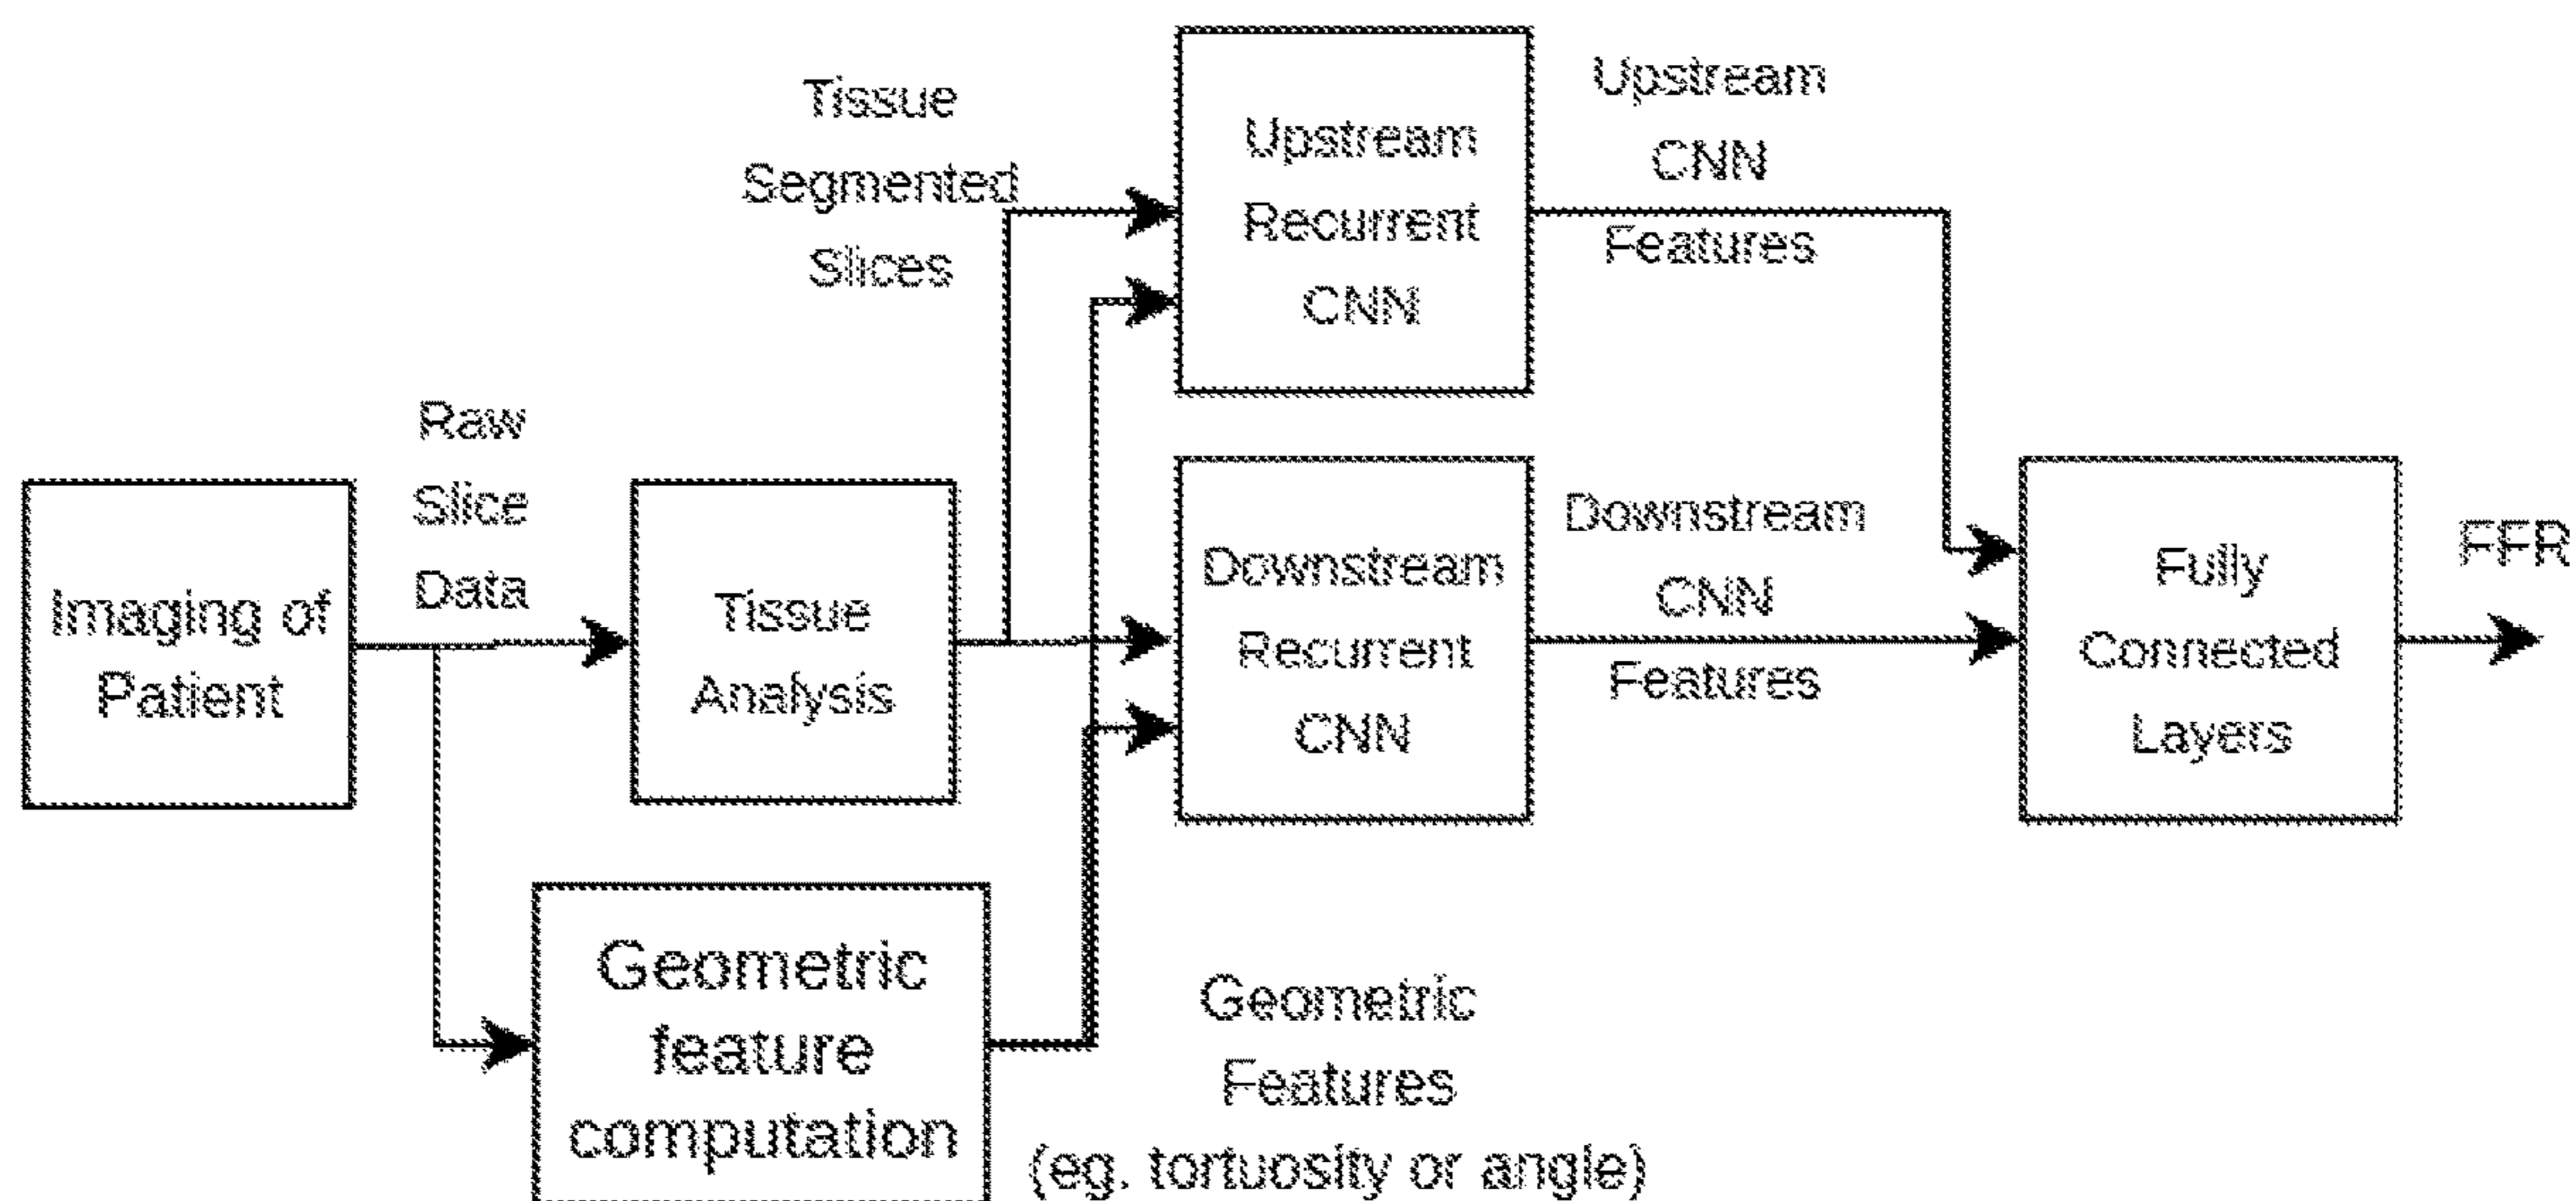 Imaging of
Patient
Raw
Slice
Data
Tissue
Analysis
Geometric
feature
computation
Tissue
Segmented
Slices
Upstream
Recurrent
CNN
Downstream
Recurrent
CNN
Geometric
Features
(eg. tortuosity or angle)
Upstream
CNN
Features
Downstream
CNN
Features
Fully
Connected
Layers
FFR